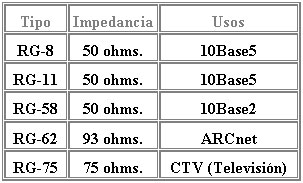 Tipo Impedancia Usos
RG-8 50 ohms. 10Base5
RG-11 50 ohms. 10Base5
RG-58 50 ohms. 10Base2
RG-62 93 ohms. ARCnet
RG-75 75 ohms. CTV (Televisión)